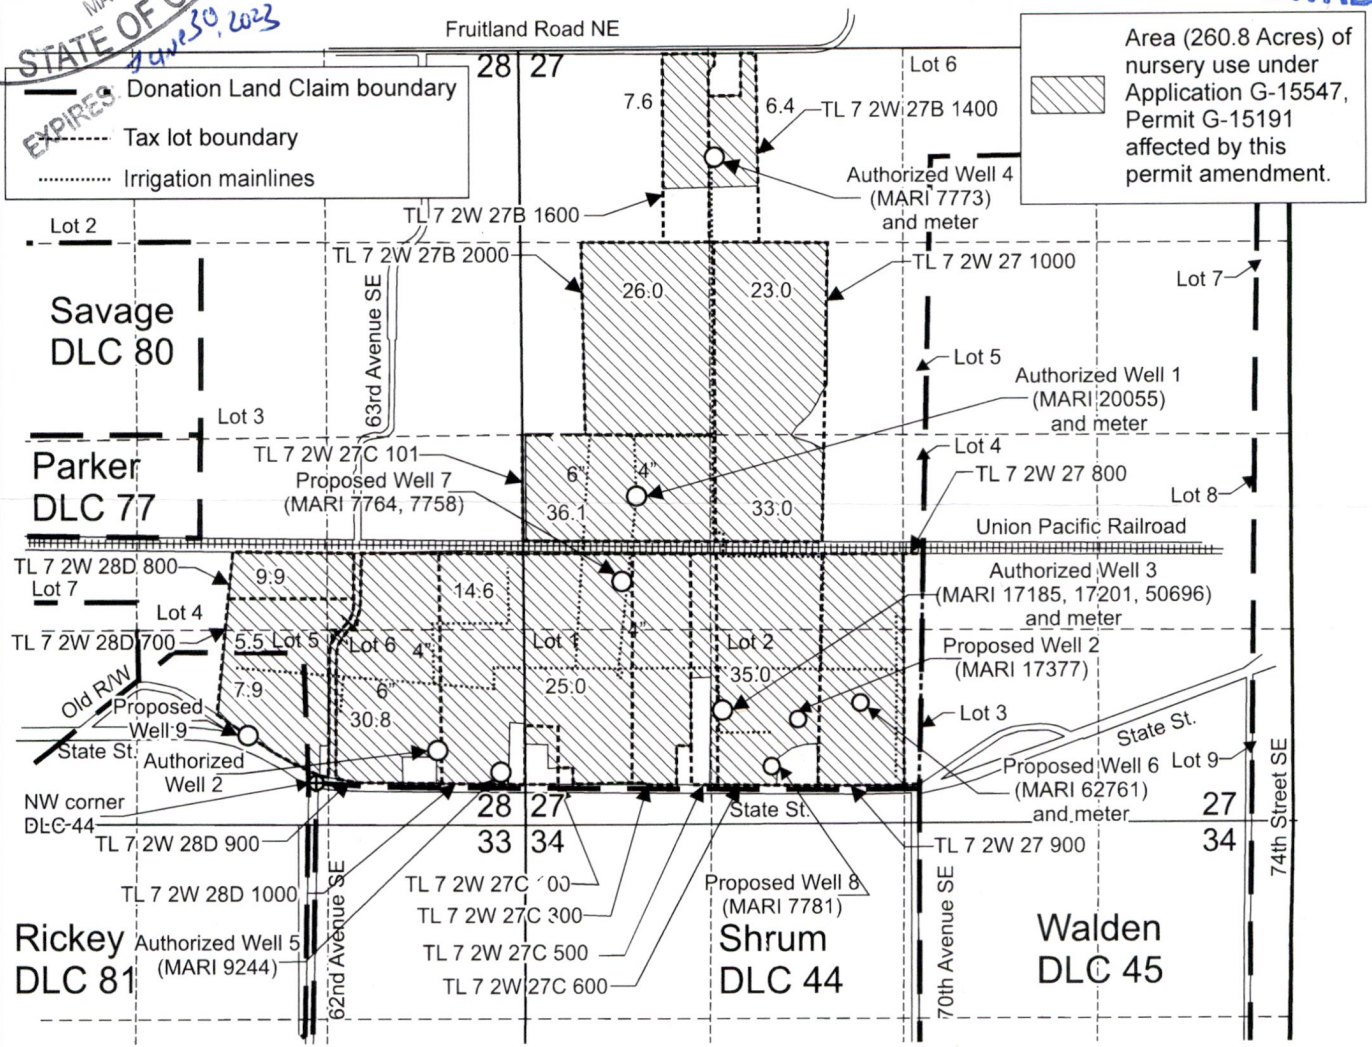 STATE OF
EXPIRES:
June 30, 2023
Fruitland Road NE
Donation Land Claim boundary
Tax lot boundary
Irrigation mainlines
Area (260.8 Acres) of
nursery use under
Application G-15547,
Permit G-15191
affected by this
permit amendment.
28 27
Lot 6
7.6
6.4
TL 7 2W 27B 1400
Authorized Well 4
(MARI 7773)
and meter
TL 7 2W 27B 1600
Lot 2
TL 7 2W 27B 2000
TL 7 2W 27 1000
Lot 7
26.0
23.0
Savage
DLC 80
63rd Avenue SE
Lot 5
Authorized Well 1
(MARI 20055)
and meter
Lot 3
Lot 4
TL 7 2W 27C 101
Parker
DLC 77
Proposed Well 7
(MARI 7764, 7758)
6"
4"
36.1
33.0
TL 7 2W 27 800
Lot 8
Union Pacific Railroad
TL 7 2W 28D 800
9.9
14.6
Authorized Well 3
(MARI 17185, 17201, 50696)
and meter
Lot 7
Lot 4
TL 7 2W 28D 700
5.5
Lot 5
Lot 6
4"
Lot 1
4"
Lot 2
35.0
Proposed Well 2
(MARI 17377)
Old R/W
7.9
6"
30.8
25.0
Proposed
Well 9
State St.
Lot 3
State St.
Authorized
Well 2
Proposed Well 6
(MARI 62761)
and meter
Lot 9
74th Street SE
NW corner
DLC 44
28 27
33 34
State St.
27
34
TL 7 2W 28D 900
TL 7 2W 27 900
TL 7 2W 28D 1000
62nd Avenue SE
TL 7 2W 27C 00
Proposed Well 8
(MARI 7781)
70th Avenue SE
TL 7 2W 27C 300
Rickey
DLC 81
Authorized Well 5
(MARI 9244)
TL 7 2W 27C 500
TL 7 2W 27C 600
Shrum
DLC 44
Walden
DLC 45